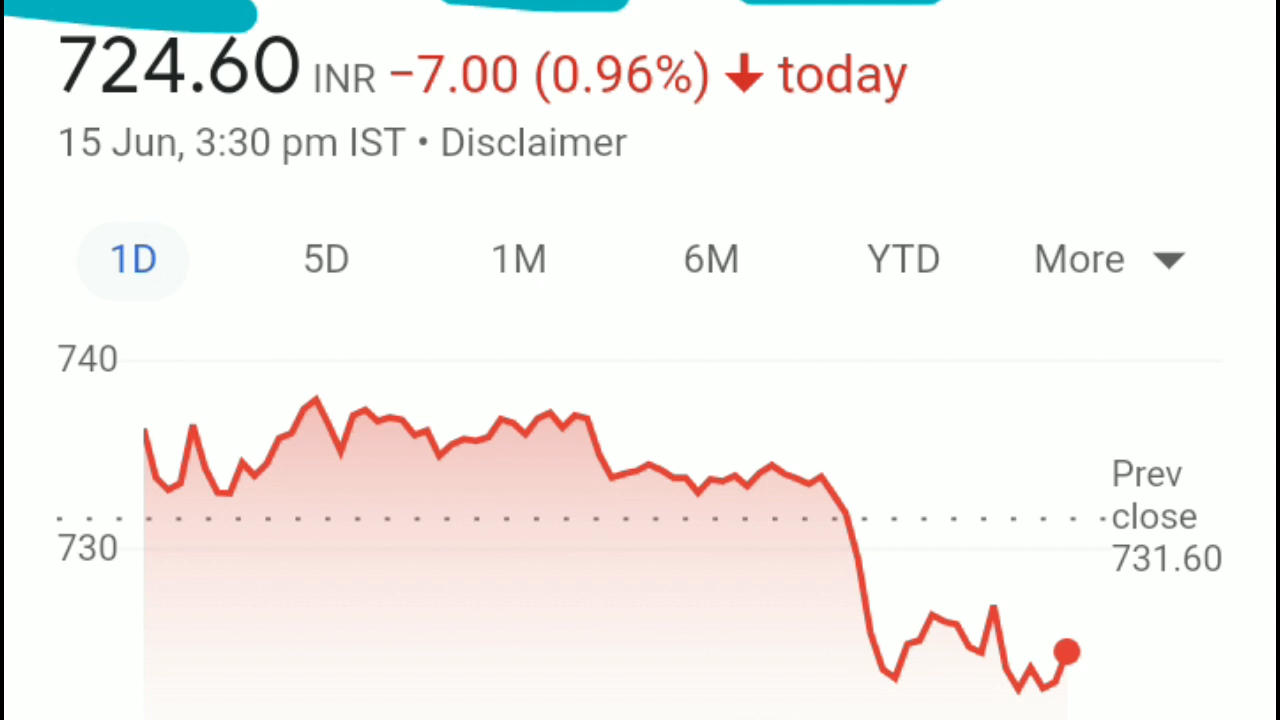 724.60 INR −7.00 (0.96%) ↓ today
15 Jun, 3:30 pm IST • Disclaimer
1D 5D 1M 6M YTD More
740
730
Prev
close
731.60